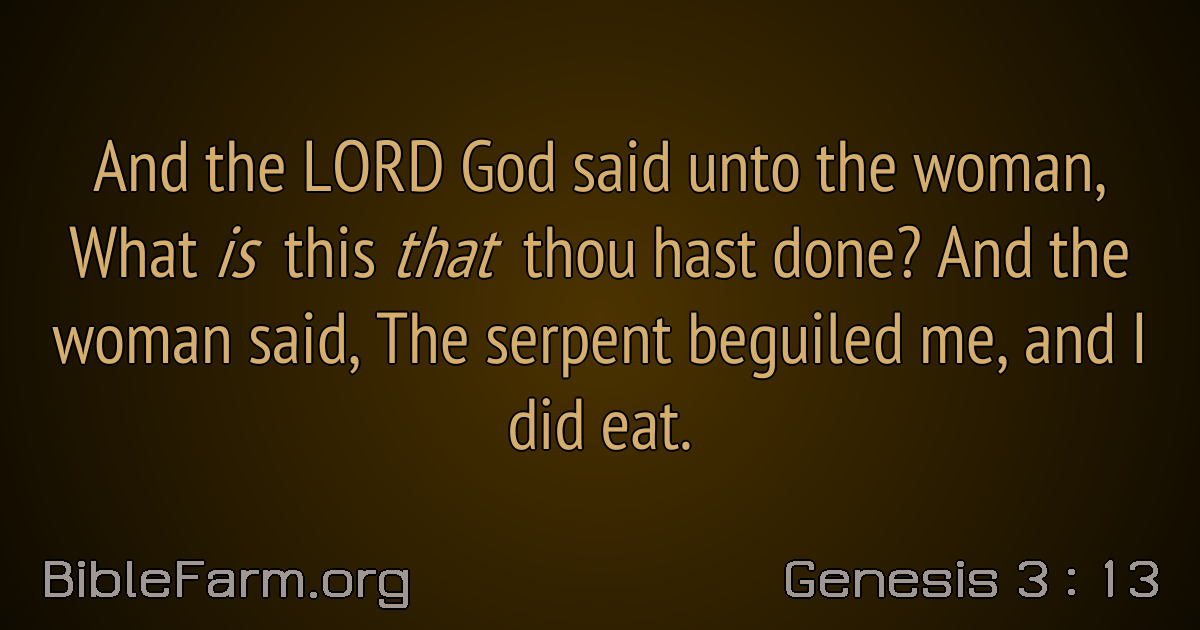 And the LORD God said unto the woman,
What is this that thou hast done? And the
woman said, The serpent beguiled me, and I
did eat.
BibleFarm.org
Genesis 3 : 13